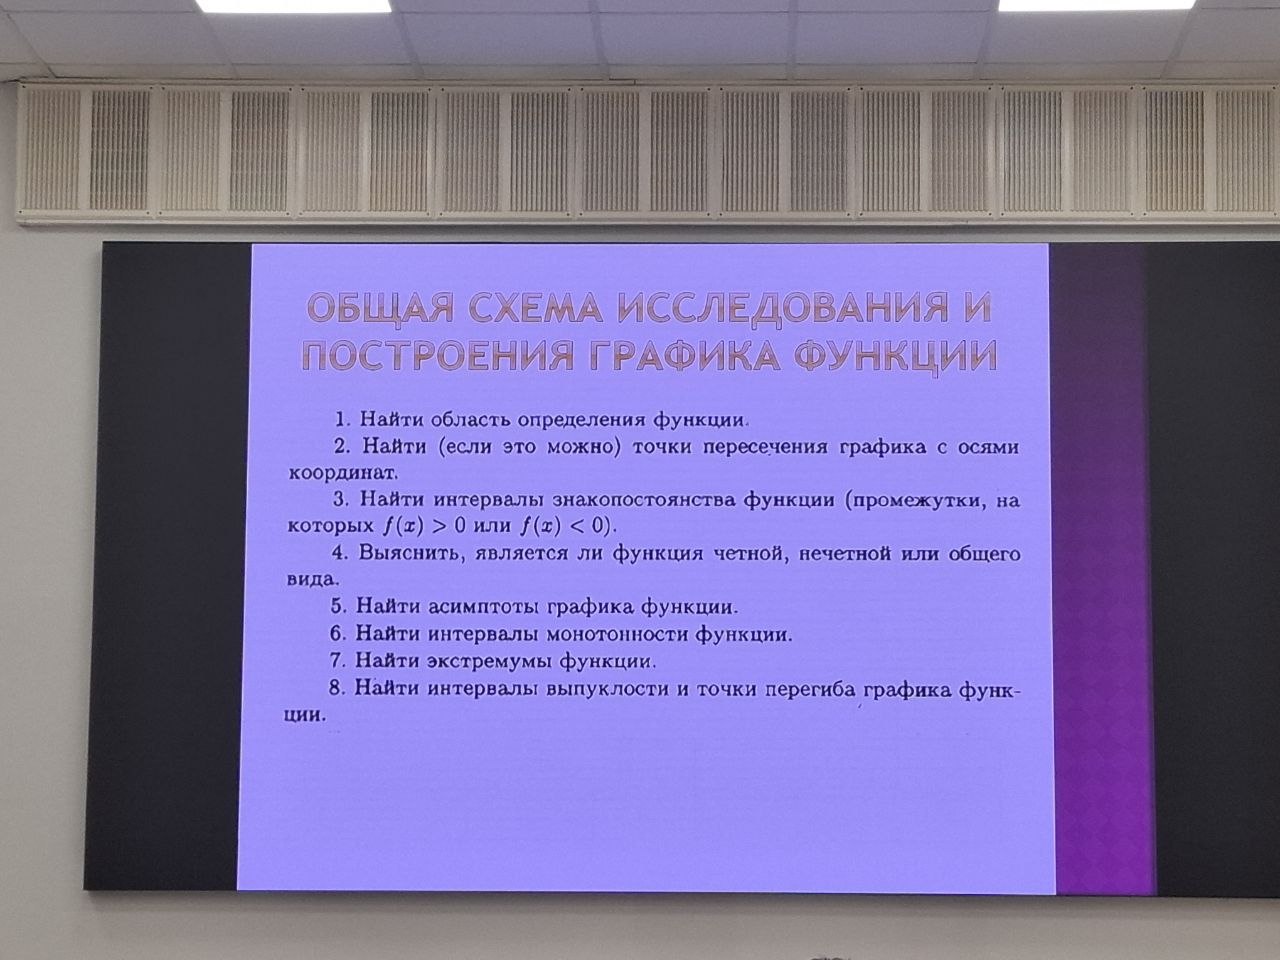 ОБЩАЯ СХЕМА ИССЛЕДОВАНИЯ И
ПОСТРОЕНИЯ ГРАФИКА ФУНКЦИИ
1. Найти область определения функции.
2. Найти (если это можно) точки пересечения графика с осями
координат.
3. Найти интервалы знакопостоянства функции (промежутки, на
которых f(x) > 0 или f(x) < 0).
4. Выяснить, является ли функция четной, нечетной или общего
вида.
5. Найти асимптоты графика функции.
6. Найти интервалы монотонности функции.
7. Найти экстремумы функции.
8. Найти интервалы выпуклости и точки перегиба графика функ-
ции.